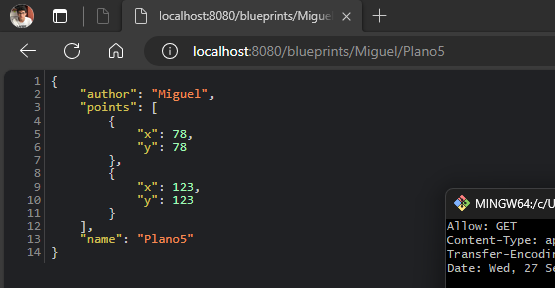 localhost:8080/blueprints/Miguel
localhost:8080/blueprints/Miguel/Plano5
1 {
2 "author": "Miguel",
3 "points": [
4 {
5 "x": 78,
6 "y": 78
7 },
8 {
9 "x": 123,
10 "y": 123
11 }
12 ],
13 "name": "Plano5"
14 }
MINGW64:/c/U
Allow: GET
Content-Type: ap
Transfer-Encodin
Date: Wed, 27 Se